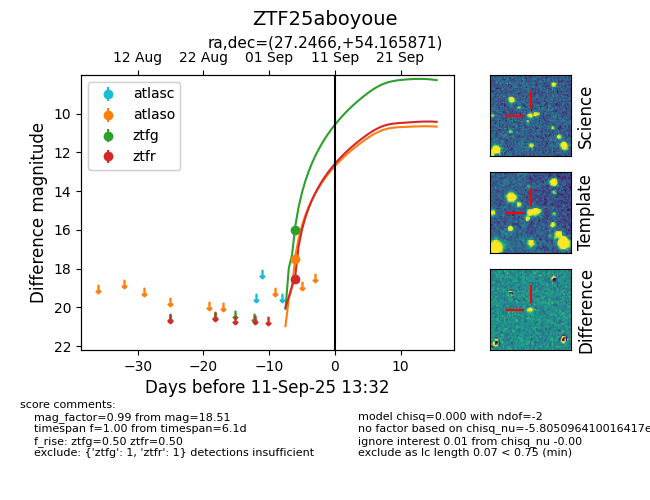 ZTF25aboyoue
ra,dec=(27.2466,+54.165871)
12 Aug 22 Aug 01 Sep 11 Sep 21 Sep
atlasc
atlaso
ztfg
ztfr
10
12
14
16
18
20
22
Difference magnitude
−30 −20 −10 0 10
Days before 11-Sep-25 13:32
Science
Template
Difference
score comments:
mag_factor=0.99 from mag=18.51
timespan f=1.00 from timespan=6.1d
f_rise: ztfg=0.50 ztfr=0.50
exclude: {'ztfg': 1, 'ztfr': 1} detections insufficient
model chisq=0.000 with ndof=-2
no factor based on chisq_nu=-5.805096410016417e
ignore interest 0.01 from chisq_nu -0.00
exclude as lc length 0.07 < 0.75 (min)